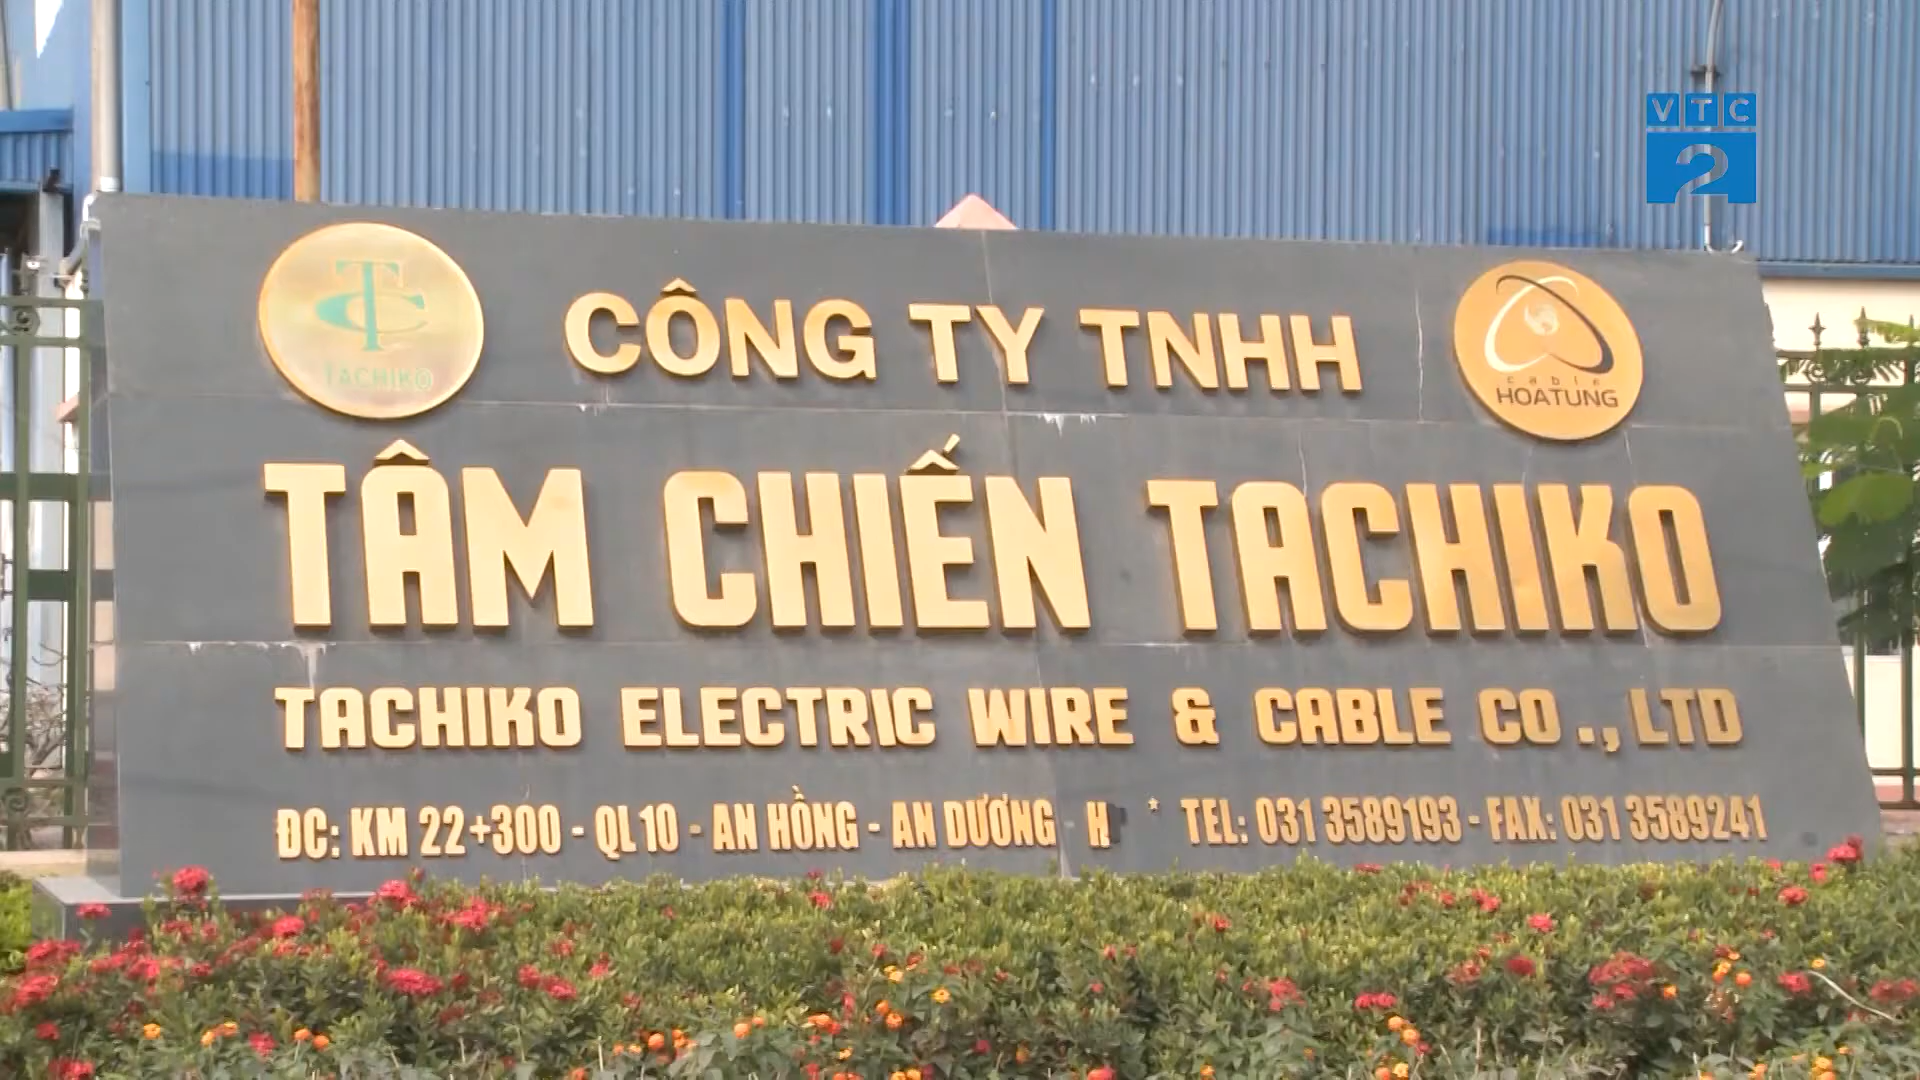 VTC
2
TC
TACHIKO
CÔNG TY TNHH
cable
HOATUNG
TÂM CHIẾN TACHIKO
TACHIKO ELECTRIC WIRE & CABLE CO., LTD
ĐC: KM 22+300 - QL10 - AN HỒNG - AN DƯƠNG H * TEL: 031 3589193 - FAX: 031 3589241